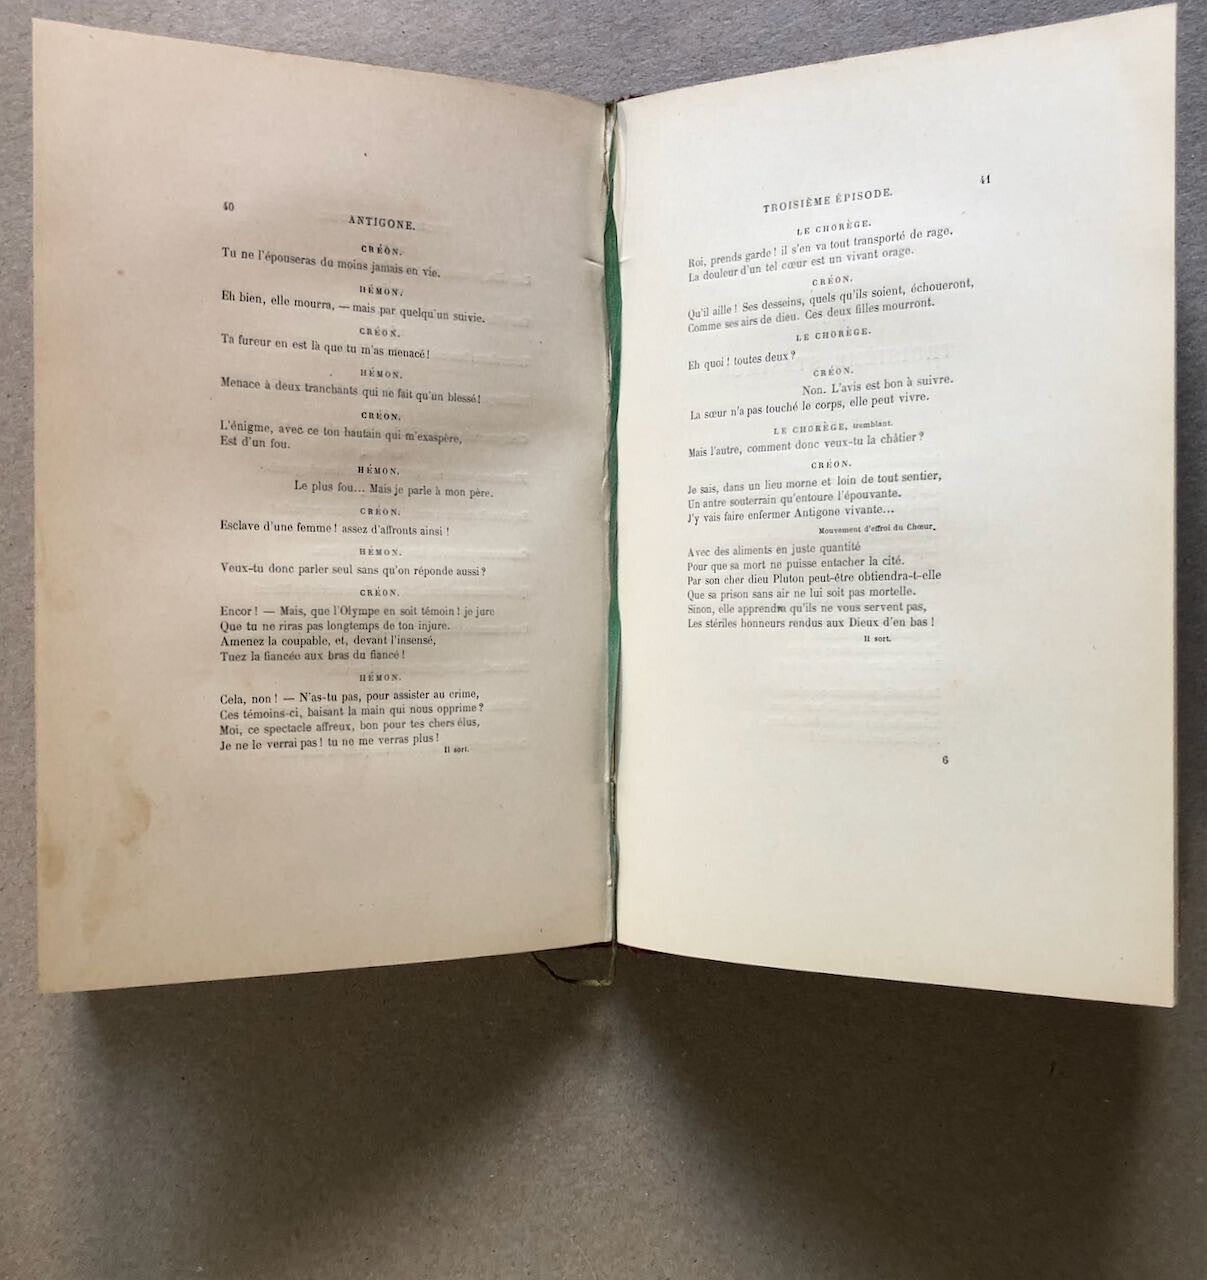 40
ANTIGONE.
CRÉON.
Tu ne l'épouseras du moins jamais en vie.
HÉMON.
Eh bien, elle mourra, — mais par quelqu'un suivie.
CRÉON.
Ta fureur en est là que tu m'as menacé!
HÉMON.
Menace à deux tranchants qui ne fait qu'un blessé!
CRÉON.
L'énigme, avec ce ton hautain qui m'exaspère,
Est d'un fou.
HÉMON.
Le plus fou... Mais je parle à mon père.
CRÉON.
Esclave d'une femme! assez d'affronts ainsi!
HÉMON.
Veux-tu donc parler seul sans qu'on réponde aussi?
CRÉON.
Encor! — Mais, que l'Olympe en soit témoin! je jure
Que tu ne riras pas longtemps de ton injure.
Amenez la coupable, et, devant l'insensé,
Tuez la fiancée aux bras du fiancé!
HÉMON.
Cela, non! — N'as-tu pas, pour assister au crime,
Ces témoins-ci, baisant la main qui nous opprime?
Moi, ce spectacle affreux, bon pour tes chers élus,
Je ne le verrai pas! tu ne me verras plus!
Il sort.
41
TROISIÈME ÉPISODE.
LE CHORÈGE.
Roi, prends garde! il s'en va tout transporté de rage.
La douleur d'un tel cœur est un vivant orage.
CRÉON.
Qu'il aille! Ses desseins, quels qu'ils soient, échoueront,
Comme ses airs de dieu. Ces deux filles mourront.
LE CHORÈGE.
Eh quoi! toutes deux?
CRÉON.
Non. L'avis est bon à suivre.
La sœur n'a pas touché le corps, elle peut vivre.
LE CHORÈGE, tremblant.
Mais l'autre, comment donc veux-tu la châtier?
CRÉON.
Je sais, dans un lieu morne et loin de tout sentier,
Un antre souterrain qu'entoure l'épouvante.
J'y vais faire enfermer Antigone vivante...
Mouvement d'effroi du Chœur.
Avec des aliments en juste quantité
Pour que sa mort ne puisse entacher la cité.
Par son cher dieu Pluton peut-être obtiendra-t-elle
Que sa prison sans air ne lui soit pas mortelle.
Sinon, elle apprendra qu'ils ne vous servent pas,
Les stériles honneurs rendus aux Dieux d'en bas!
Il sort.
6